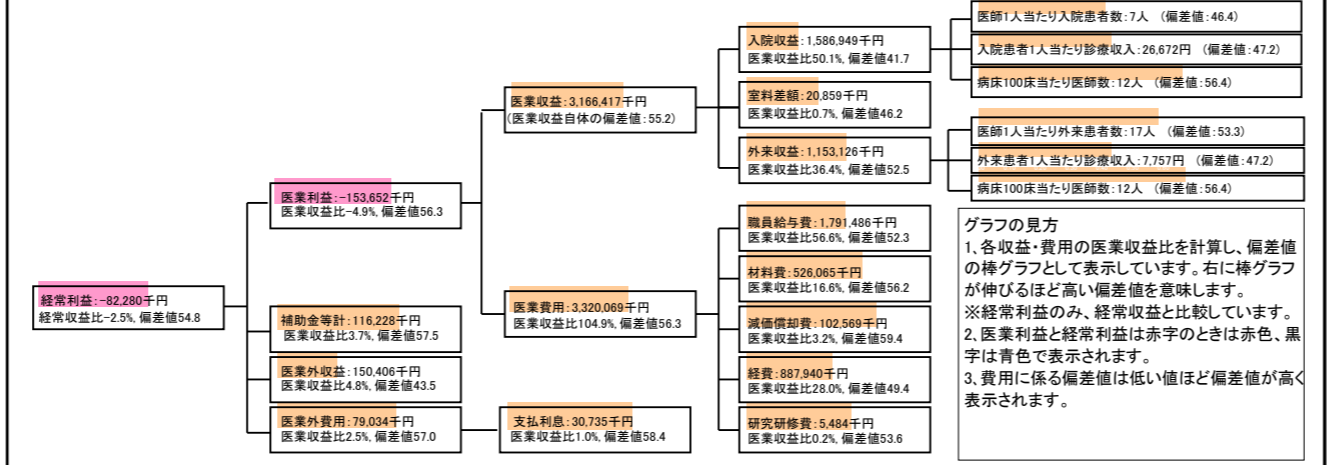 経常利益:-82,280千円
経常収益比-2.5%, 偏差値54.8
医業利益:-153,652千円
医業収益比-4.9%, 偏差値56.3
補助金等計:116,228千円
医業収益比3.7%, 偏差値57.5
医業外収益:150,406千円
医業収益比4.8%, 偏差値43.5
医業外費用:79,034千円
医業収益比2.5%, 偏差値57.0
支払利息:30,735千円
医業収益比1.0%, 偏差値58.4
医業収益:3,166,417千円
(医業収益自体の偏差値:55.2)
医業費用:3,320,069千円
医業収益比104.9%, 偏差値56.3
入院収益:1,586,949千円
医業収益比50.1%, 偏差値41.7
室料差額:20,859千円
医業収益比0.7%, 偏差値46.2
外来収益:1,153,126千円
医業収益比36.4%, 偏差値52.5
職員給与費:1,791,486千円
医業収益比56.6%, 偏差値52.3
材料費:526,065千円
医業収益比16.6%, 偏差値56.2
減価償却費:102,569千円
医業収益比3.2%, 偏差値59.4
経費:887,940千円
医業収益比28.0%, 偏差値49.4
研究研修費:5,484千円
医業収益比0.2%, 偏差値53.6
医師1人当たり入院患者数:7人 (偏差値:46.4)
入院患者1人当たり診療収入:26,672円 (偏差値:47.2)
病床100床当たり医師数:12人 (偏差値:56.4)
医師1人当たり外来患者数:17人 (偏差値:53.3)
外来患者1人当たり診療収入:7,757円 (偏差値:47.2)
病床100床当たり医師数:12人 (偏差値:56.4)
グラフの見方
1、各収益・費用の医業収益比を計算し、偏差値
の棒グラフとして表示しています。右に棒グラフ
が伸びるほど高い偏差値を意味します。
※経常利益のみ、経常収益と比較しています。
2、医業利益と経常利益は赤字のときは赤色、黒
字は青色で表示されます。
3、費用に係る偏差値は低い値ほど偏差値が高く
表示されます。